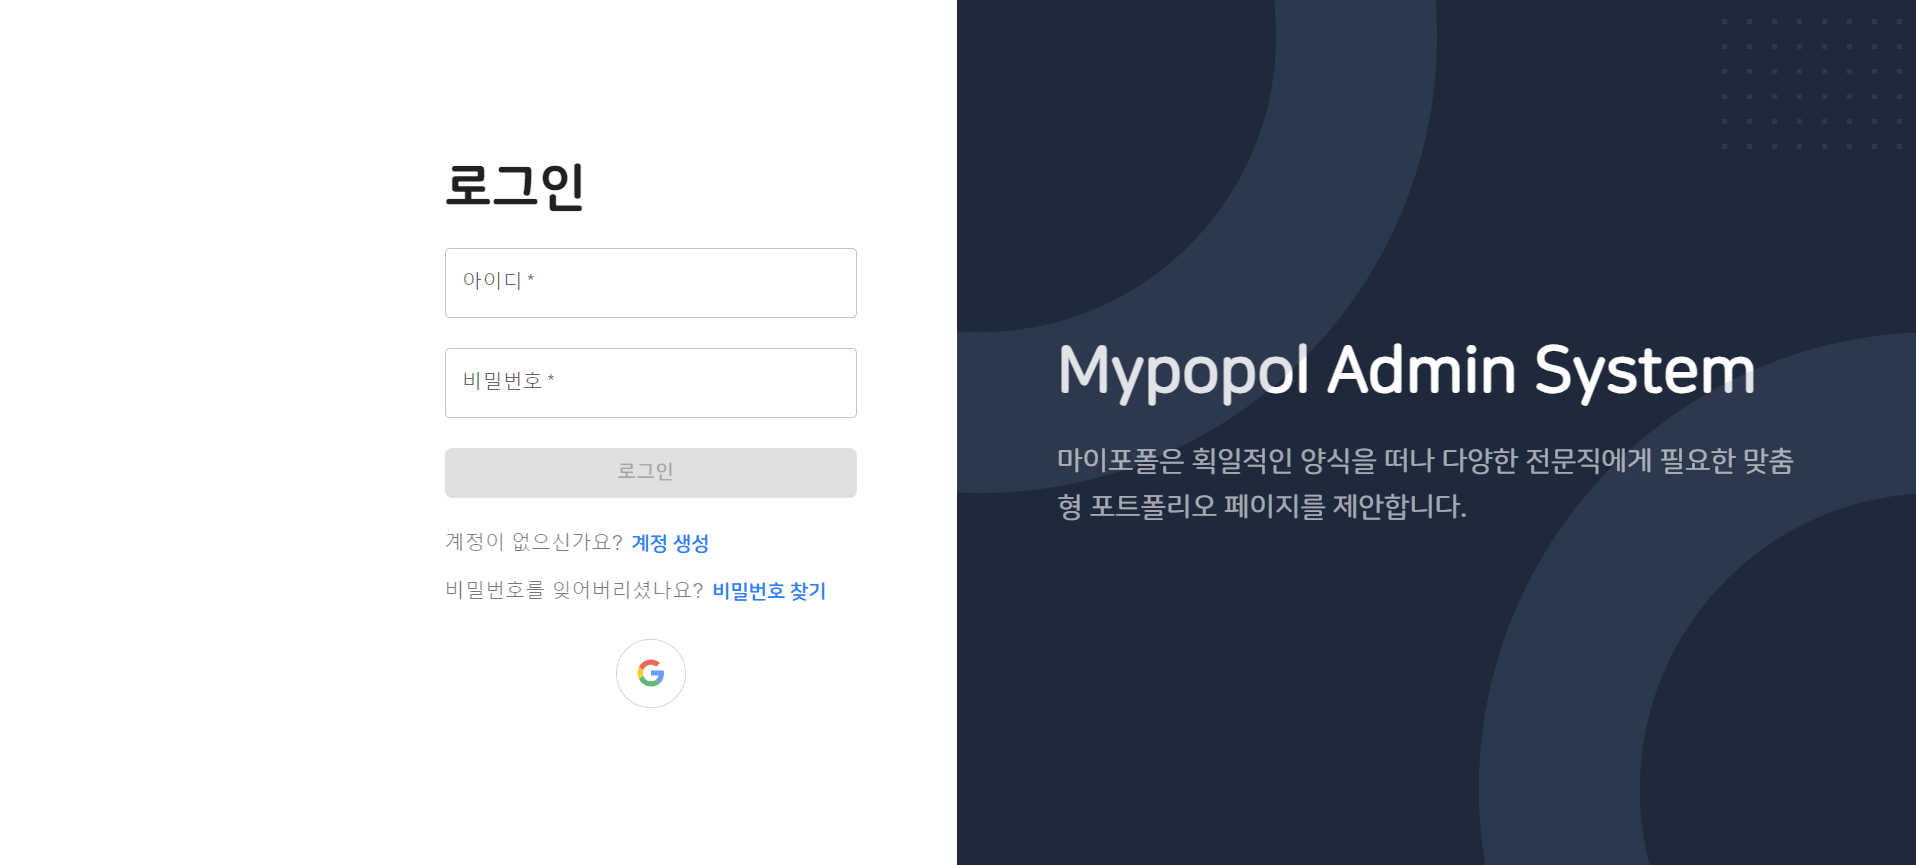 로그인
아이디 *
비밀번호 *
로그인
계정이 없으신가요? 계정 생성
비밀번호를 잊어버리셨나요? 비밀번호 찾기
Mypopol Admin System
마이포폴은 획일적인 양식을 떠나 다양한 전문직에게 필요한 맞춤
형 포트폴리오 페이지를 제안합니다.